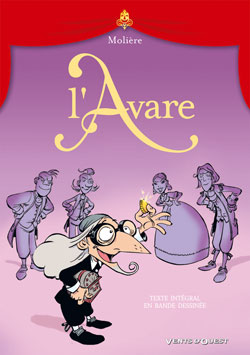 Molière
l'Avare
TEXTE INTÉGRAL
EN BANDE DESSINÉE
VENTS D'OUEST